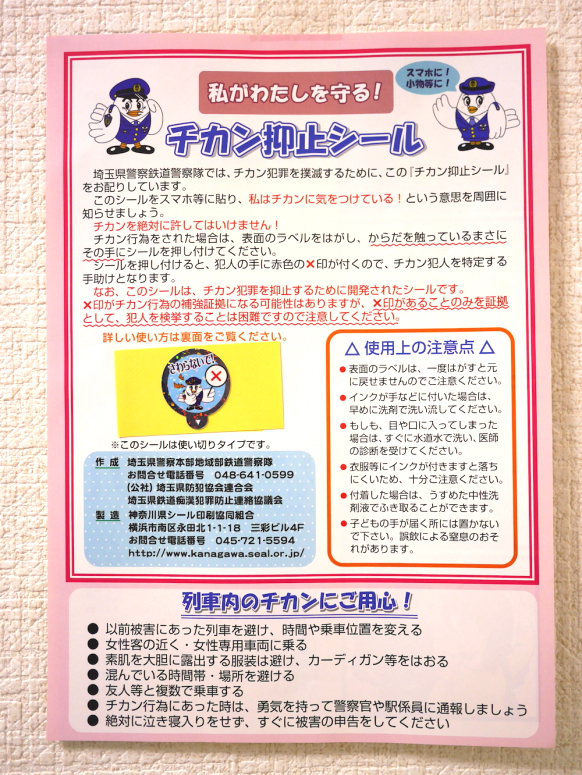 私がわたしを守る！
スマホに！
小物等に！
チカン抑止シール
埼玉県警察鉄道警察隊では、チカン犯罪を撲滅するために、この『チカン抑止シール』
をお配りしています。
このシールをスマホ等に貼り、私はチカンに気をつけている！という意思を周囲に
知らせましょう。
チカンを絶対に許してはいけません！
チカン行為をされた場合は、表面のラベルをはがし、からだを触っているまさに
その手にシールを押し付けてください。
シールを押し付けると、犯人の手に赤色の×印が付くので、チカン犯人を特定する
手助けとなります。
なお、このシールは、チカン犯罪を抑止するために開発されたシールです。
×印がチカン行為の補強証拠になる可能性はありますが、×印があることのみを証拠
として、犯人を検挙することは困難ですので注意してください。
詳しい使い方は裏面をご覧ください。
さわらないで！
※このシールは使い切りタイプです。
作成 埼玉県警察本部地域部鉄道警察隊
お問合せ電話番号 048-641-0599
(公社)埼玉県防犯協会連合会
埼玉県鉄道痴漢犯罪防止連絡協議会
製造 神奈川県シール印刷協同組合
横浜市南区永田北1-1-18 三彩ビル4F
お問合せ電話番号 045-721-5594
http://www.kanagawa.seal.or.jp/
△ 使用上の注意点 △
●表面のラベルは、一度はがすと元
に戻せませんのでご注意ください。
●インクが手などに付いた場合は、
早めに洗剤で洗い流してください。
●もしも、目や口に入ってしまった
場合は、すぐに水道水で洗い、医師
の診断を受けてください。
●衣服等にインクが付きますと落ち
にくいため、十分ご注意ください。
●付着した場合は、うすめた中性洗
剤液でふき取ることができます。
●子どもの手が届く所には置かない
で下さい。誤飲による窒息のおそ
れがあります。
列車内のチカンにご用心！
●以前被害にあった列車を避け、時間や乗車位置を変える
●女性客の近く・女性専用車両に乗る
●素肌を大胆に露出する服装は避け、カーディガン等をはおる
●混んでいる時間帯・場所を避ける
●友人等と複数で乗車する
●チカン行為にあった時は、勇気を持って警察官や駅係員に通報しましょう
●絶対に泣き寝入りをせず、すぐに被害の申告をしてください